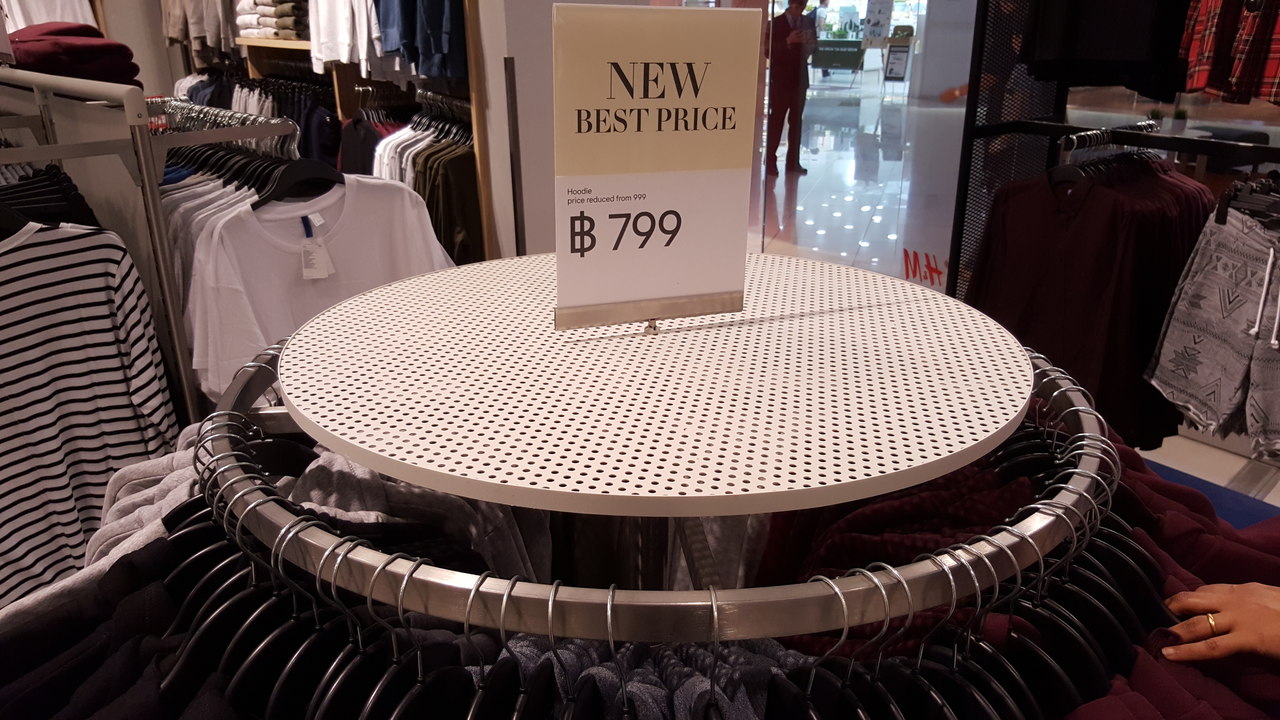 NEW
BEST PRICE
Hoodie
price reduced from 999
฿ 799
H&M